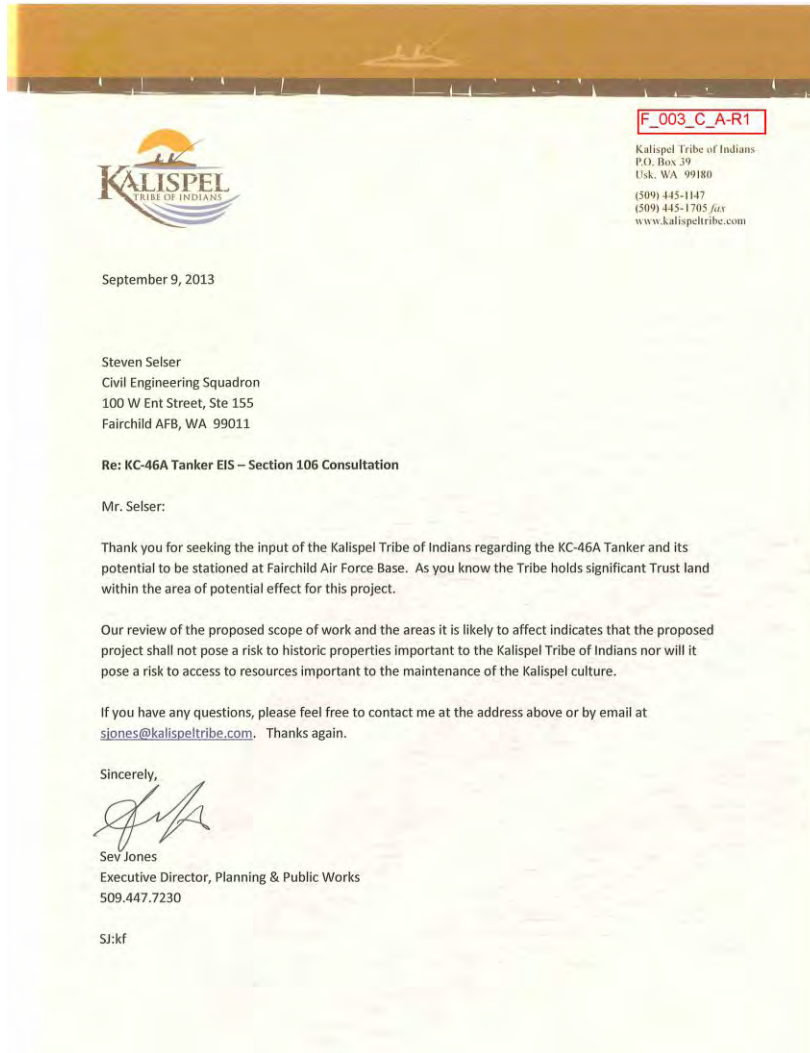 F_003_C_A-R1
Kalispel Tribe of Indians
P.O. Box 39
Usk, WA 99180
(509) 445-1147
(509) 445-1705 fax
www.kalispeltribe.com
KALISPEL
TRIBE OF INDIANS
September 9, 2013
Steven Selser
Civil Engineering Squadron
100 W Ent Street, Ste 155
Fairchild AFB, WA 99011
Re: KC-46A Tanker EIS – Section 106 Consultation
Mr. Selser:
Thank you for seeking the input of the Kalispel Tribe of Indians regarding the KC-46A Tanker and its
potential to be stationed at Fairchild Air Force Base. As you know the Tribe holds significant Trust land
within the area of potential effect for this project.
Our review of the proposed scope of work and the areas it is likely to affect indicates that the proposed
project shall not pose a risk to historic properties important to the Kalispel Tribe of Indians nor will it
pose a risk to access to resources important to the maintenance of the Kalispel culture.
If you have any questions, please feel free to contact me at the address above or by email at
sjones@kalispeltribe.com. Thanks again.
Sincerely,
Sev Jones
Executive Director, Planning & Public Works
509.447.7230
SJ:kf